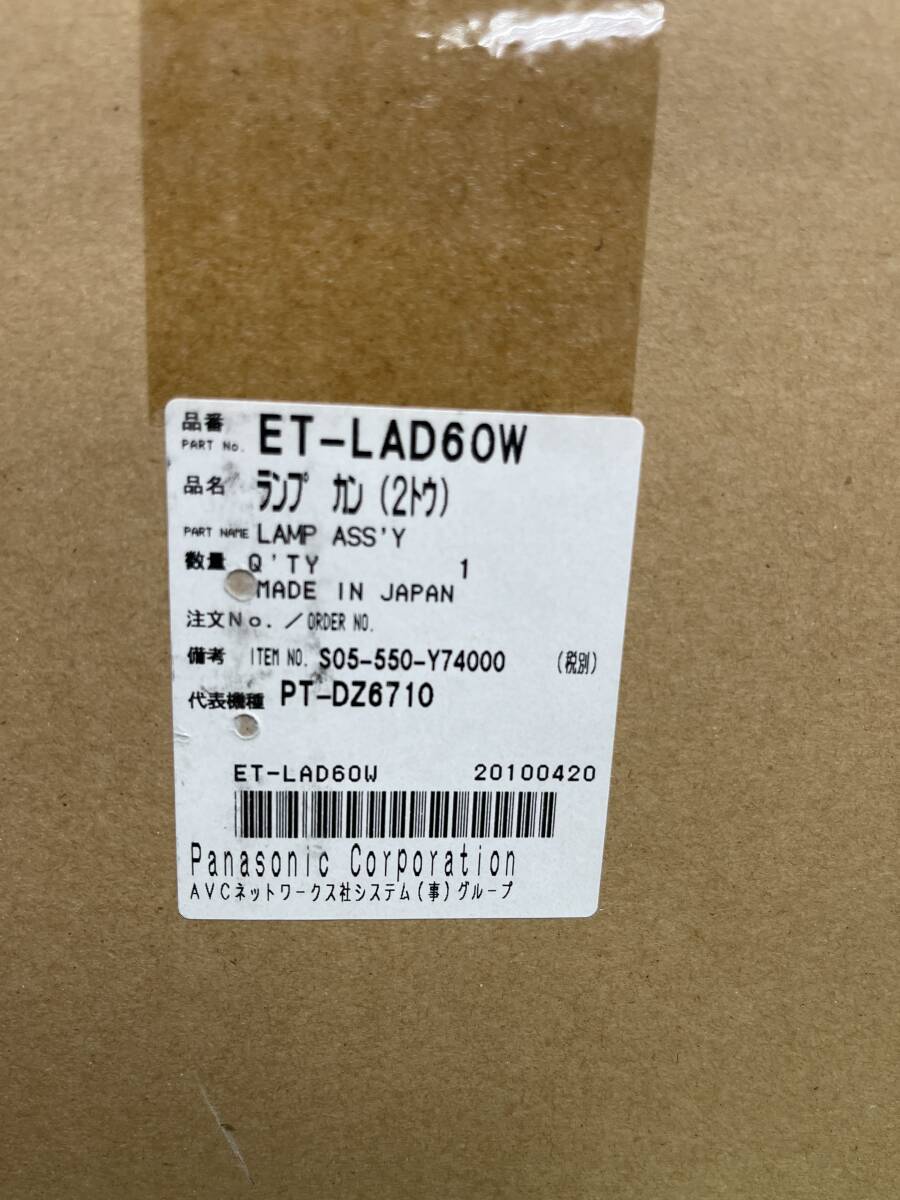 品番
PART No. ET-LAD60W
品名 ランプ カン(2トウ)
PART NAME LAMP ASS'Y
数量 Q'TY 1
MADE IN JAPAN
注文No./ORDER NO.
備考 ITEM NO. S05-550-Y74000 (税別)
代表機種 PT-DZ6710
ET-LAD60W 20100420
Panasonic Corporation
AVCネットワークス社システム(事)グループ